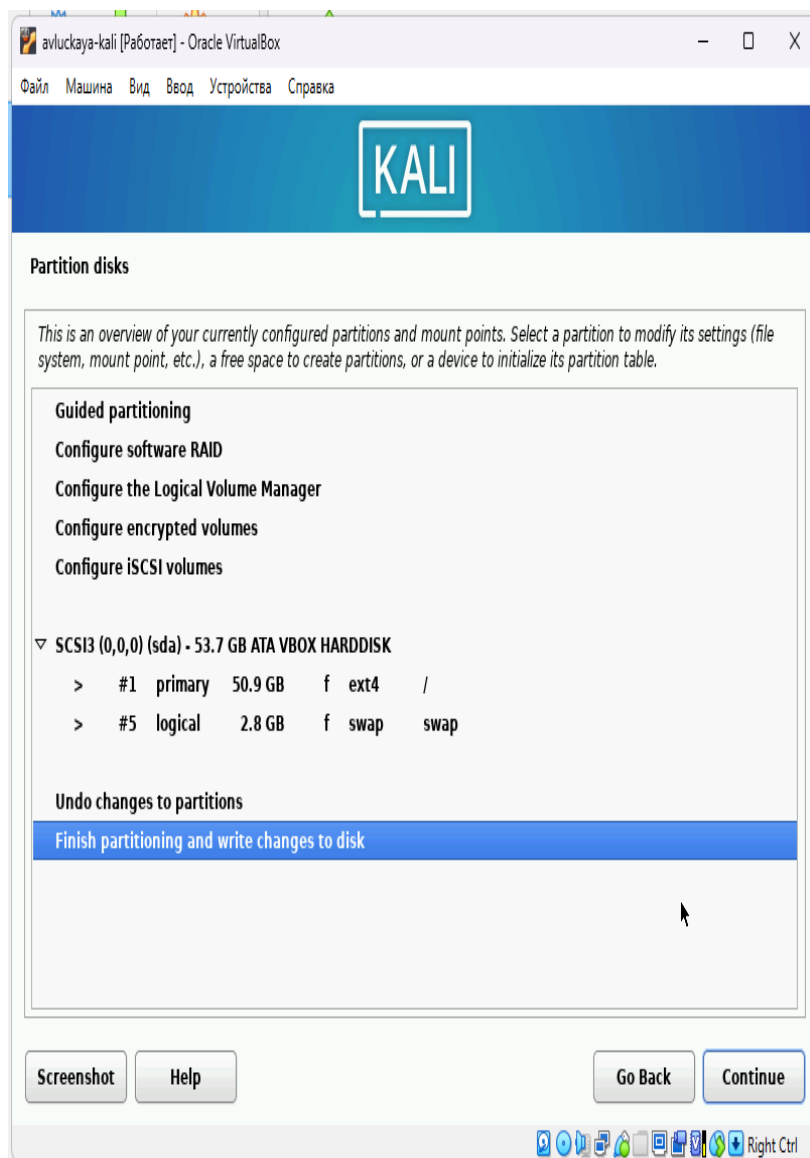 avluckaya-kali [Работает] - Oracle VirtualBox
Файл Машина Вид Ввод Устройства Справка
KALI
Partition disks
This is an overview of your currently configured partitions and mount points. Select a partition to modify its settings (file
system, mount point, etc.), a free space to create partitions, or a device to initialize its partition table.
Guided partitioning
Configure software RAID
Configure the Logical Volume Manager
Configure encrypted volumes
Configure iSCSI volumes
SCSI3 (0,0,0) (sda) - 53.7 GB ATA VBOX HARDDISK
> #1 primary 50.9 GB f ext4 /
> #5 logical 2.8 GB f swap swap
Undo changes to partitions
Finish partitioning and write changes to disk
Screenshot Help Go Back Continue
Right Ctrl